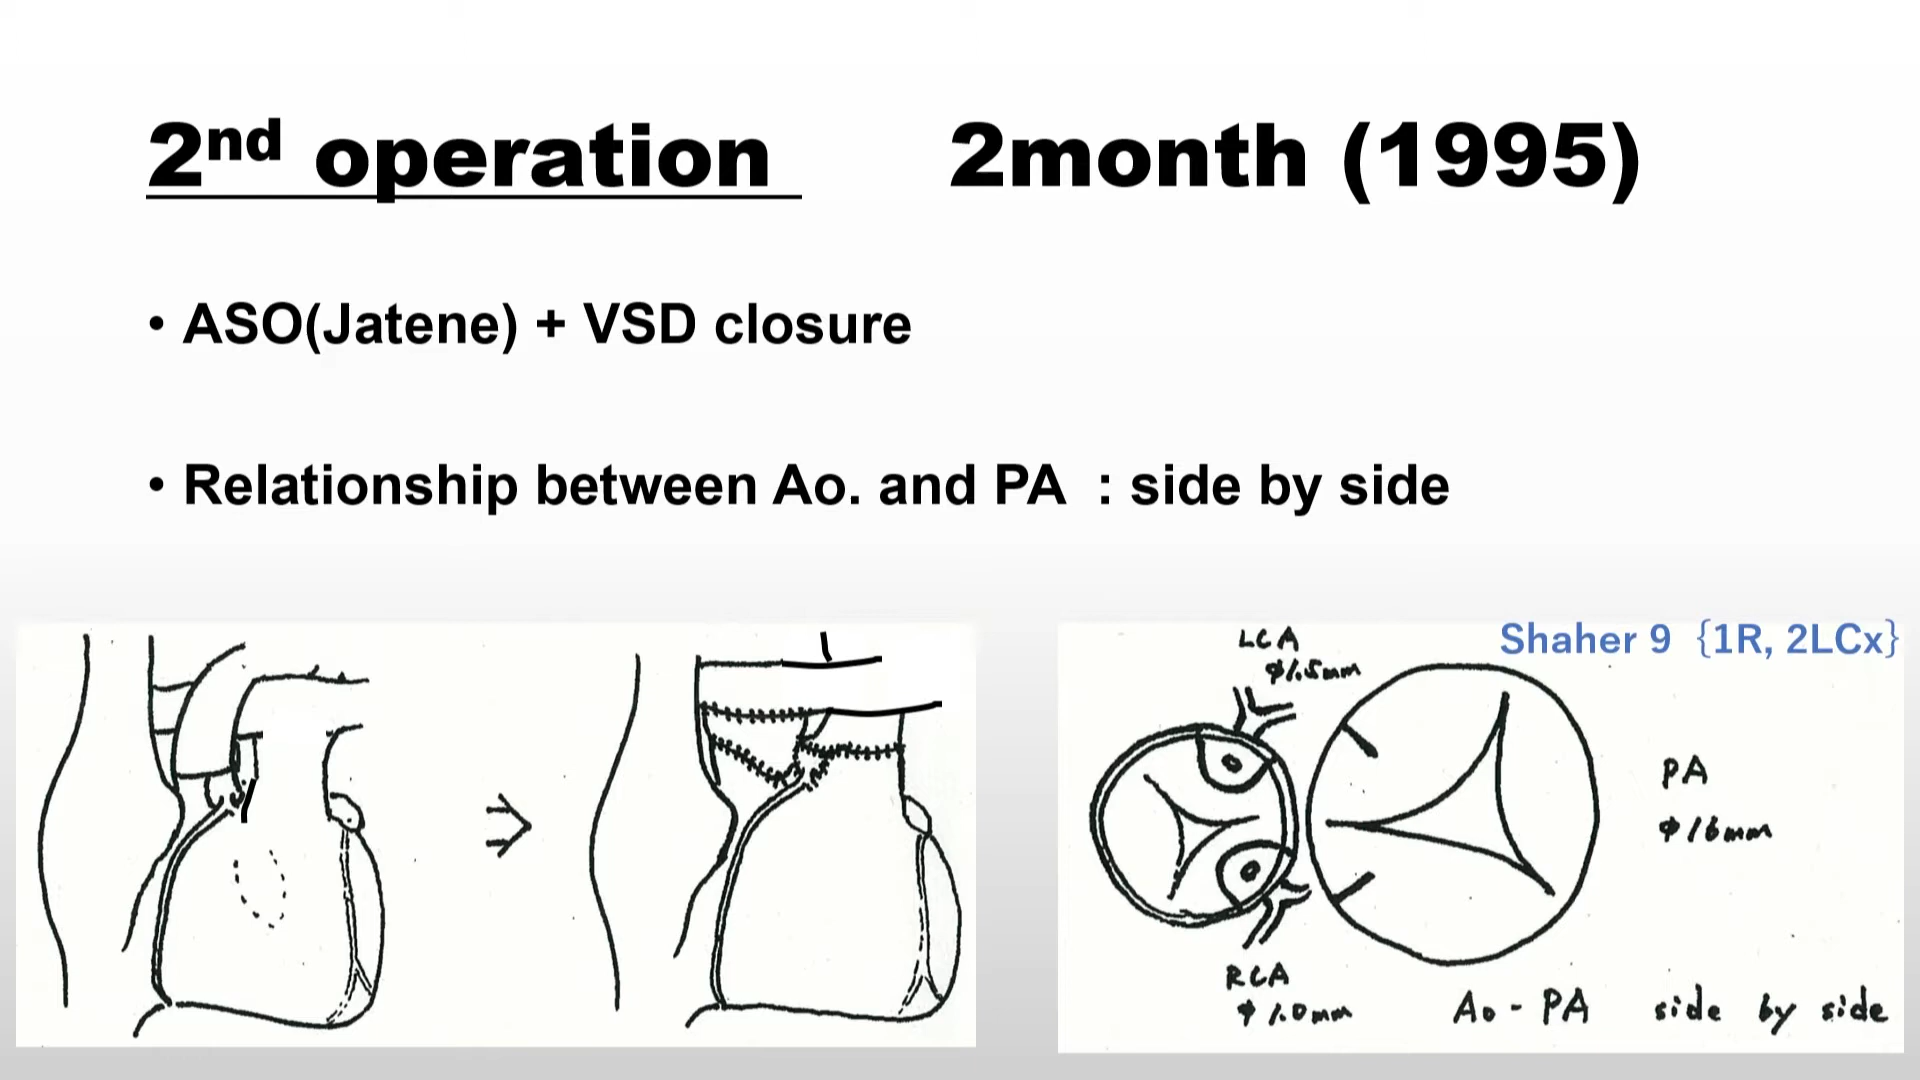 2nd operation 2month (1995)
• ASO(Jatene) + VSD closure
• Relationship between Ao. and PA : side by side
Shaher 9 {1R, 2LCx}
LCA
φ1.5mm
PA
φ16mm
RCA
φ1.0mm
Ao - PA side by side